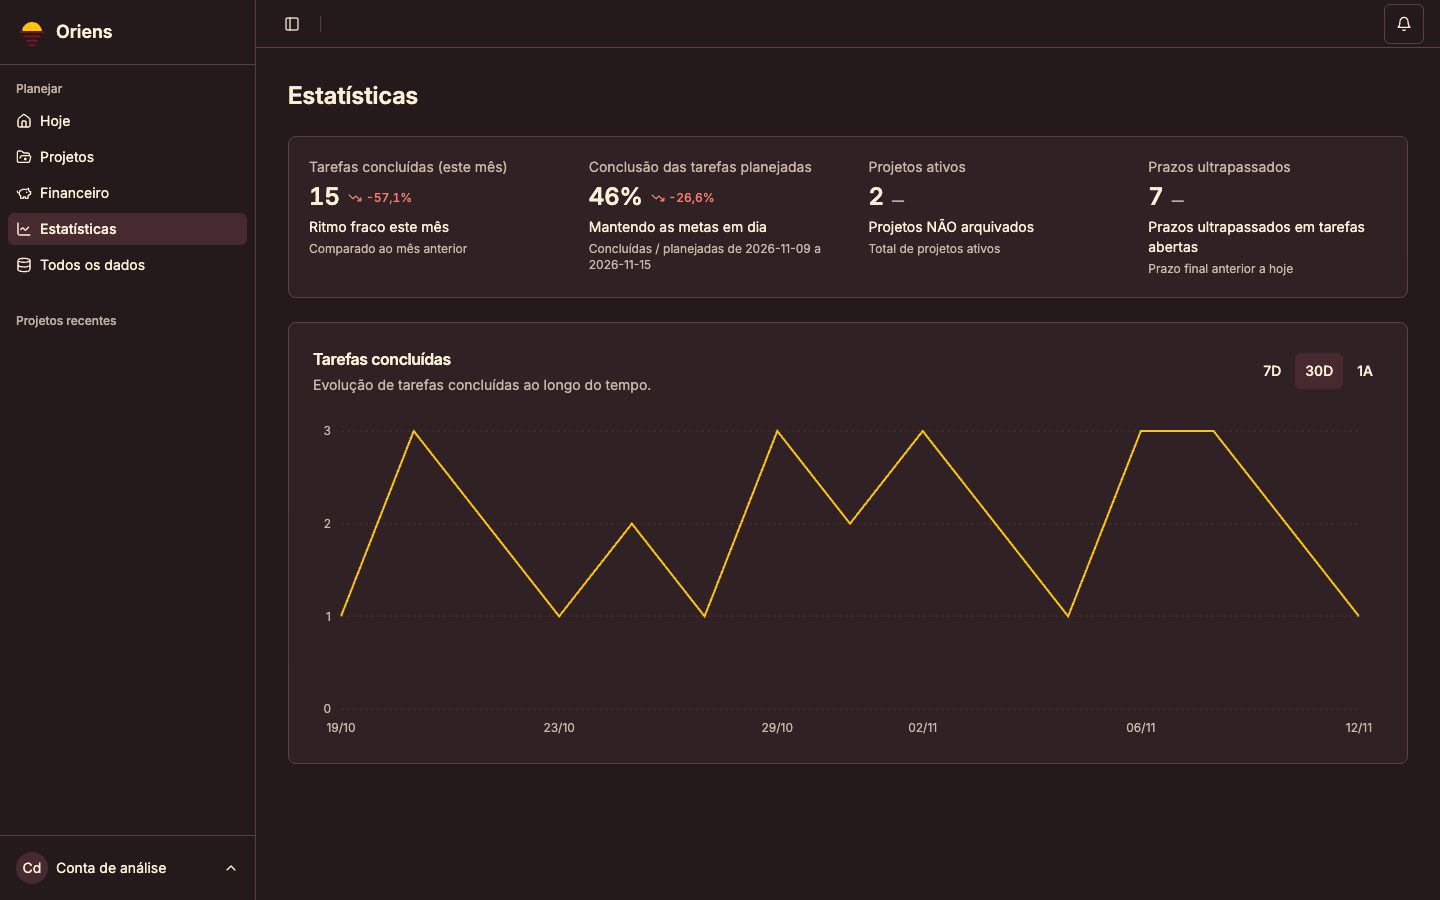 Oriens
Planejar
Hoje
Projetos
Financeiro
Estatísticas
Todos os dados
Projetos recentes
Cd
Conta de análise
Estatísticas
Tarefas concluídas (este mês)
15 -57,1%
Ritmo fraco este mês
Comparado ao mês anterior
Conclusão das tarefas planejadas
46% -26,6%
Mantendo as metas em dia
Concluídas / planejadas de 2026-11-09 a
2026-11-15
Projetos ativos
2 —
Projetos NÃO arquivados
Total de projetos ativos
Prazos ultrapassados
7 —
Prazos ultrapassados em tarefas
abertas
Prazo final anterior a hoje
Tarefas concluídas
Evolução de tarefas concluídas ao longo do tempo.
7D 30D 1A
3
2
1
0
19/10 23/10 29/10 02/11 06/11 12/11